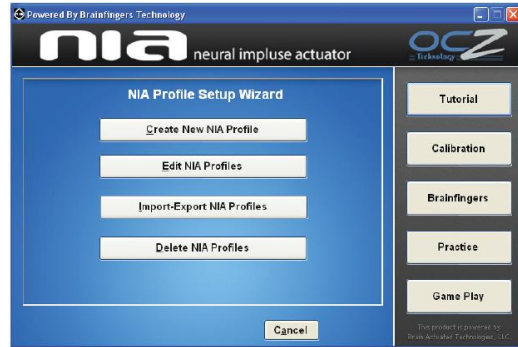 Powered By Brainfingers Technology
nia neural impluse actuator
OCZ
Technology
NIA Profile Setup Wizard
Create New NIA Profile
Edit NIA Profiles
Import-Export NIA Profiles
Delete NIA Profiles
Cancel
Tutorial
Calibration
Brainfingers
Practice
Game Play
This product is powered by
Brain Actuated Technologies, LLC